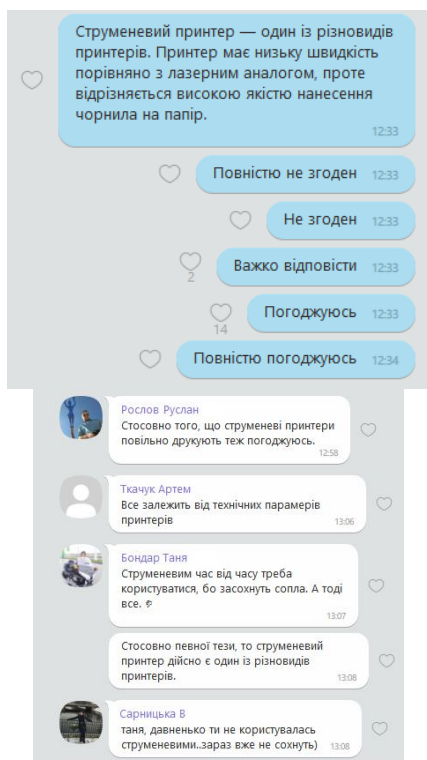 Струменевий принтер — один із різновидів
принтерів. Принтер має низьку швидкість
порівняно з лазерним аналогом, проте
відрізняється високою якістю нанесення
чорнила на папір.
12:33
Повністю не згоден 12:33
Не згоден 12:33
Важко відповісти 12:33
2
Погоджуюсь 12:33
14
Повністю погоджуюсь 12:34
Рослов Руслан
Стосовно того, що струменеві принтери
повільно друкують теж погоджуюсь.
12:58
Ткачук Артем
Все залежить від технічних парамерів
принтерів 13:06
Бондар Таня
Струменевим час від часу треба
користуватися, бо засохнуть сопла. А тоді
все.
13:07
Стосовно певної тези, то струменевий
принтер дійсно є один із різновидів
принтерів. 13:08
Сарницька В
таня, давненько ти не користувалась
струменевими..зараз вже не сохнуть) 13:08